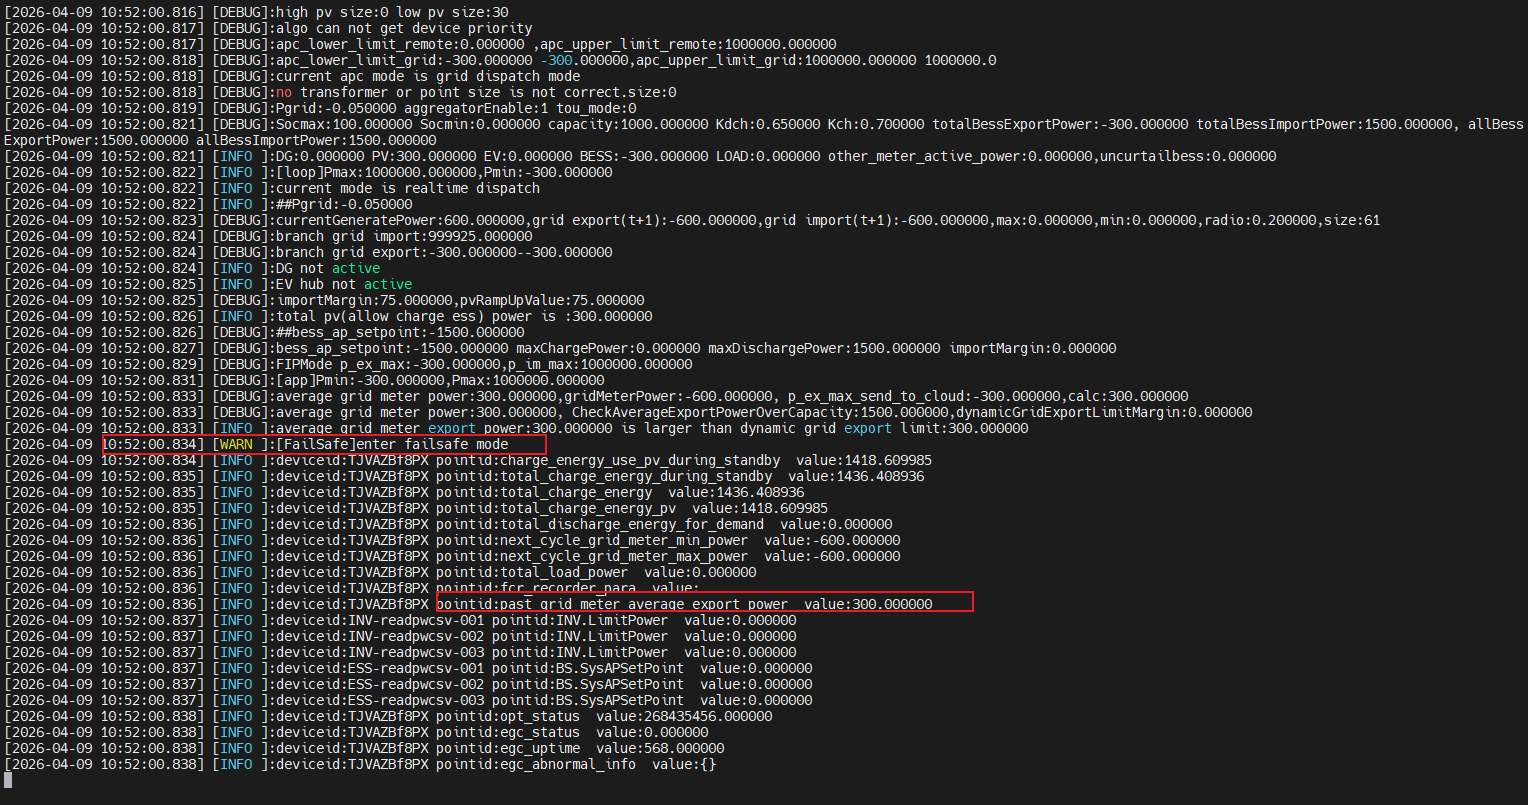 [2026-04-09 10:52:00.816] [DEBUG]:high pv size:0 low pv size:30
[2026-04-09 10:52:00.817] [DEBUG]:algo can not get device priority
[2026-04-09 10:52:00.817] [DEBUG]:apc_lower_limit_remote:0.000000 ,apc_upper_limit_remote:1000000.000000
[2026-04-09 10:52:00.818] [DEBUG]:apc_lower_limit_grid:-300.000000 -300.000000,apc_upper_limit_grid:1000000.000000 1000000.0
[2026-04-09 10:52:00.818] [DEBUG]:current apc mode is grid dispatch mode
[2026-04-09 10:52:00.818] [DEBUG]:no transformer or point size is not correct.size:0
[2026-04-09 10:52:00.819] [DEBUG]:Pgrid:-0.050000 aggregatorEnable:1 tou_mode:0
[2026-04-09 10:52:00.821] [DEBUG]:Socmax:100.000000 Socmin:0.000000 capacity:1000.000000 Kdch:0.650000 Kch:0.700000 totalBessExportPower:-300.000000 totalBessImportPower:1500.000000, allBess
ExportPower:1500.000000 allBessImportPower:1500.000000
[2026-04-09 10:52:00.821] [INFO ]:DG:0.000000 PV:300.000000 EV:0.000000 BESS:-300.000000 LOAD:0.000000 other_meter_active_power:0.000000,uncurtailbess:0.000000
[2026-04-09 10:52:00.822] [INFO ]:[loop]Pmax:1000000.000000,Pmin:-300.000000
[2026-04-09 10:52:00.822] [INFO ]:current mode is realtime dispatch
[2026-04-09 10:52:00.822] [INFO ]:##Pgrid:-0.050000
[2026-04-09 10:52:00.823] [DEBUG]:currentGeneratePower:600.000000,grid export(t+1):-600.000000,grid import(t+1):-600.000000,max:0.000000,min:0.000000,radio:0.200000,size:61
[2026-04-09 10:52:00.824] [DEBUG]:branch grid import:999925.000000
[2026-04-09 10:52:00.824] [DEBUG]:branch grid export:-300.000000--300.000000
[2026-04-09 10:52:00.824] [INFO ]:DG not active
[2026-04-09 10:52:00.825] [INFO ]:EV hub not active
[2026-04-09 10:52:00.825] [DEBUG]:importMargin:75.000000,pvRampUpValue:75.000000
[2026-04-09 10:52:00.826] [INFO ]:total pv(allow charge ess) power is :300.000000
[2026-04-09 10:52:00.826] [DEBUG]:##bess_ap_setpoint:-1500.000000
[2026-04-09 10:52:00.827] [DEBUG]:bess_ap_setpoint:-1500.000000 maxChargePower:0.000000 maxDischargePower:1500.000000 importMargin:0.000000
[2026-04-09 10:52:00.829] [DEBUG]:FIPMode p_ex_max:-300.000000,p_im_max:1000000.000000
[2026-04-09 10:52:00.831] [DEBUG]:[app]Pmin:-300.000000,Pmax:1000000.000000
[2026-04-09 10:52:00.833] [DEBUG]:average grid meter power:300.000000,gridMeterPower:-600.000000, p_ex_max_send_to_cloud:-300.000000,calc:300.000000
[2026-04-09 10:52:00.833] [DEBUG]:average grid meter power:300.000000, CheckAverageExportPowerOverCapacity:1500.000000,dynamicGridExportLimitMargin:0.000000
[2026-04-09 10:52:00.833] [INFO ]:average grid meter export power:300.000000 is larger than dynamic grid export limit:300.000000
[2026-04-09 10:52:00.834] [WARN ]:[FailSafe]enter failsafe mode
[2026-04-09 10:52:00.834] [INFO ]:deviceid:TJVAZBf8PX pointid:charge_energy_use_pv_during_standby  value:1418.609985
[2026-04-09 10:52:00.835] [INFO ]:deviceid:TJVAZBf8PX pointid:total_charge_energy_during_standby  value:1436.408936
[2026-04-09 10:52:00.835] [INFO ]:deviceid:TJVAZBf8PX pointid:total_charge_energy  value:1436.408936
[2026-04-09 10:52:00.835] [INFO ]:deviceid:TJVAZBf8PX pointid:total_charge_energy_pv  value:1418.609985
[2026-04-09 10:52:00.836] [INFO ]:deviceid:TJVAZBf8PX pointid:total_discharge_energy_for_demand  value:0.000000
[2026-04-09 10:52:00.836] [INFO ]:deviceid:TJVAZBf8PX pointid:next_cycle_grid_meter_min_power  value:-600.000000
[2026-04-09 10:52:00.836] [INFO ]:deviceid:TJVAZBf8PX pointid:next_cycle_grid_meter_max_power  value:-600.000000
[2026-04-09 10:52:00.836] [INFO ]:deviceid:TJVAZBf8PX pointid:total_load_power  value:0.000000
[2026-04-09 10:52:00.836] [INFO ]:deviceid:TJVAZBf8PX pointid:fcr_recorder_para  value:
[2026-04-09 10:52:00.836] [INFO ]:deviceid:TJVAZBf8PX pointid:past_grid_meter_average_export_power  value:300.000000
[2026-04-09 10:52:00.837] [INFO ]:deviceid:INV-readpwcsv-001 pointid:INV.LimitPower  value:0.000000
[2026-04-09 10:52:00.837] [INFO ]:deviceid:INV-readpwcsv-002 pointid:INV.LimitPower  value:0.000000
[2026-04-09 10:52:00.837] [INFO ]:deviceid:INV-readpwcsv-003 pointid:INV.LimitPower  value:0.000000
[2026-04-09 10:52:00.837] [INFO ]:deviceid:ESS-readpwcsv-001 pointid:BS.SysAPSetPoint  value:0.000000
[2026-04-09 10:52:00.837] [INFO ]:deviceid:ESS-readpwcsv-002 pointid:BS.SysAPSetPoint  value:0.000000
[2026-04-09 10:52:00.837] [INFO ]:deviceid:ESS-readpwcsv-003 pointid:BS.SysAPSetPoint  value:0.000000
[2026-04-09 10:52:00.838] [INFO ]:deviceid:TJVAZBf8PX pointid:opt_status  value:268435456.000000
[2026-04-09 10:52:00.838] [INFO ]:deviceid:TJVAZBf8PX pointid:egc_status  value:0.000000
[2026-04-09 10:52:00.838] [INFO ]:deviceid:TJVAZBf8PX pointid:egc_uptime  value:568.000000
[2026-04-09 10:52:00.838] [INFO ]:deviceid:TJVAZBf8PX pointid:egc_abnormal_info  value:{}